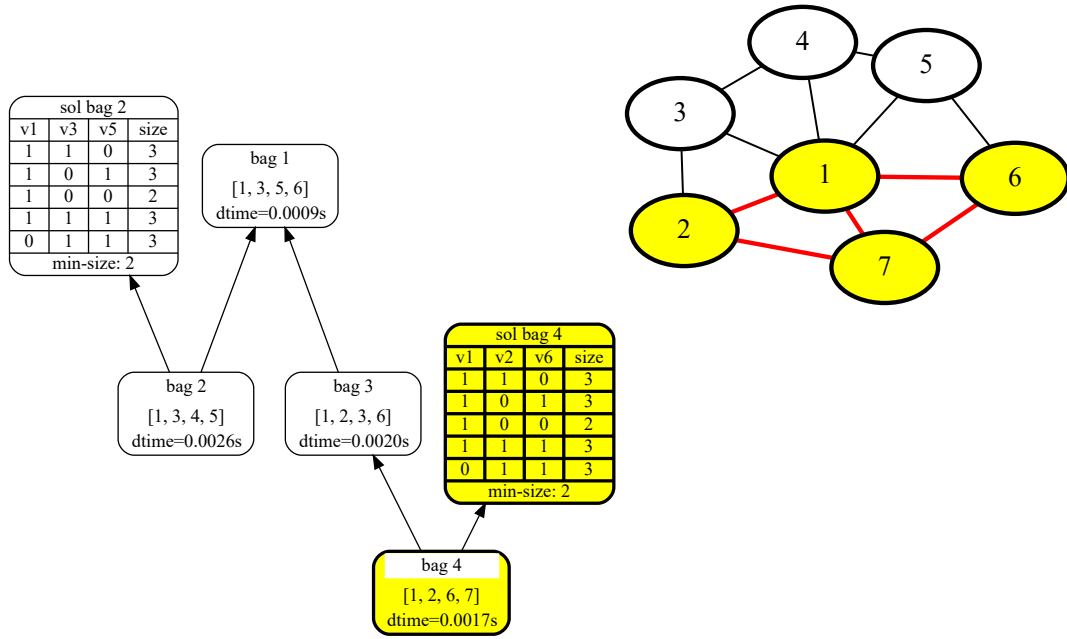 sol bag 2
v1 v3 v5 size
1 1 0 3
1 0 1 3
1 0 0 2
1 1 1 3
0 1 1 3
min-size: 2
bag 1
[1, 3, 5, 6]
dtime=0.0009s
4
5
3
1
6
2
7
bag 2
[1, 3, 4, 5]
dtime=0.0026s
bag 3
[1, 2, 3, 6]
dtime=0.0020s
sol bag 4
v1 v2 v6 size
1 1 0 3
1 0 1 3
1 0 0 2
1 1 1 3
0 1 1 3
min-size: 2
bag 4
[1, 2, 6, 7]
dtime=0.0017s